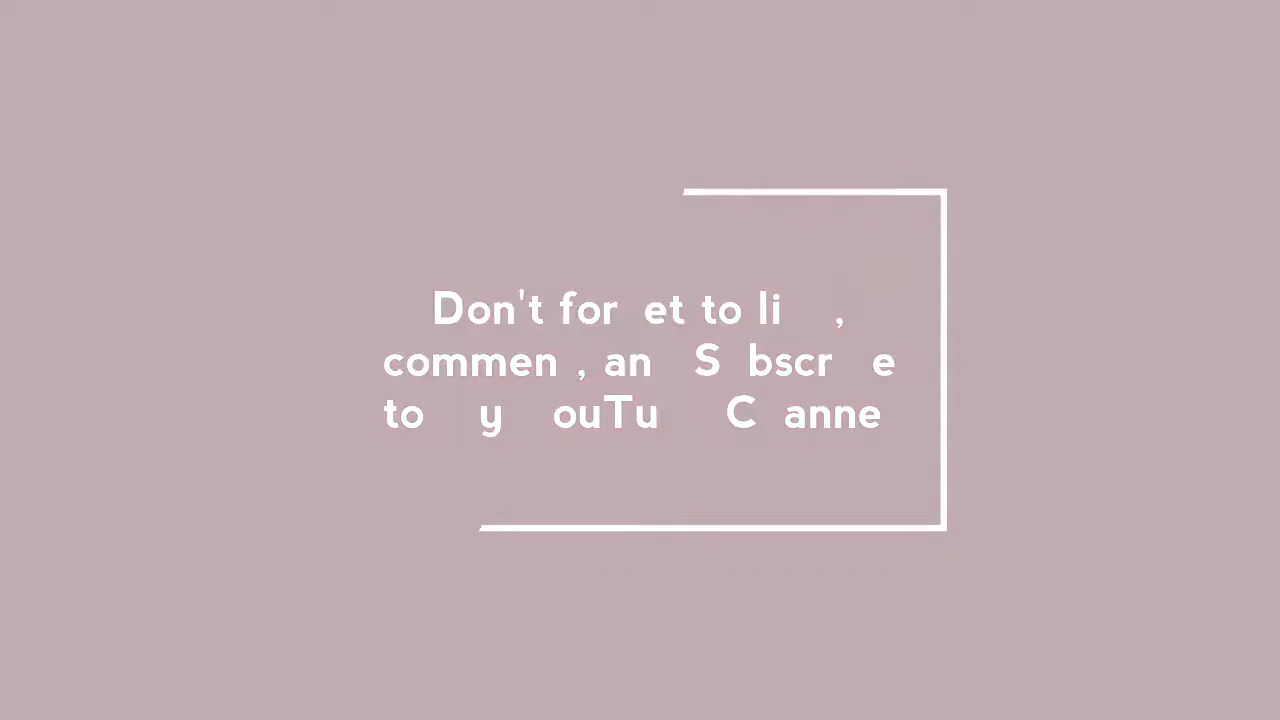 Don't for et to li ,
commen , an S bscr e
to y ouTu C anne